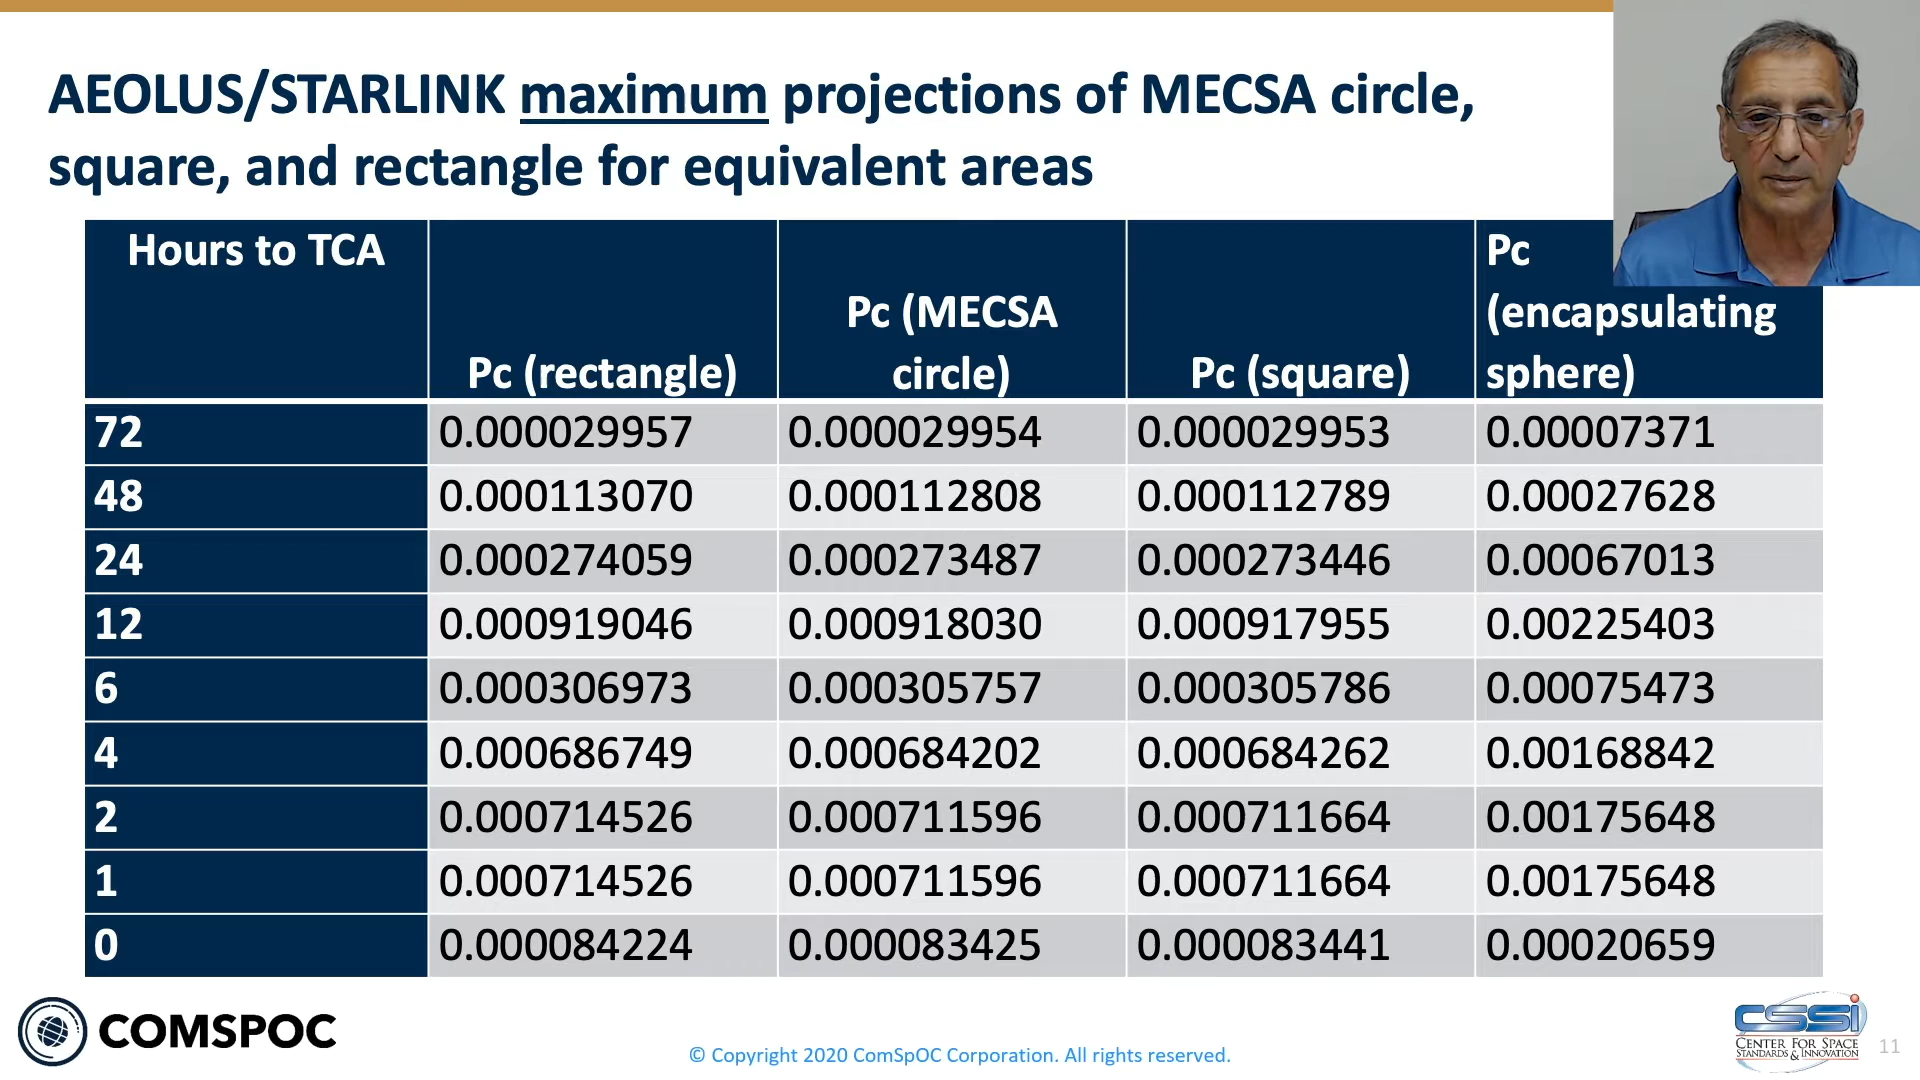 AEOLUS/STARLINK maximum projections of MECSA circle,
square, and rectangle for equivalent areas
Hours to TCA
Pc (rectangle)
Pc (MECSA
circle)
Pc (square)
Pc
(encapsulating
sphere)
72 0.000029957 0.000029954 0.000029953 0.00007371
48 0.000113070 0.000112808 0.000112789 0.00027628
24 0.000274059 0.000273487 0.000273446 0.00067013
12 0.000919046 0.000918030 0.000917955 0.00225403
6 0.000306973 0.000305757 0.000305786 0.00075473
4 0.000686749 0.000684202 0.000684262 0.00168842
2 0.000714526 0.000711596 0.000711664 0.00175648
1 0.000714526 0.000711596 0.000711664 0.00175648
0 0.000084224 0.000083425 0.000083441 0.00020659
COMSPOC
© Copyright 2020 ComSpOC Corporation. All rights reserved.
CSSI
CENTER FOR SPACE
STANDARDS & INNOVATION
11